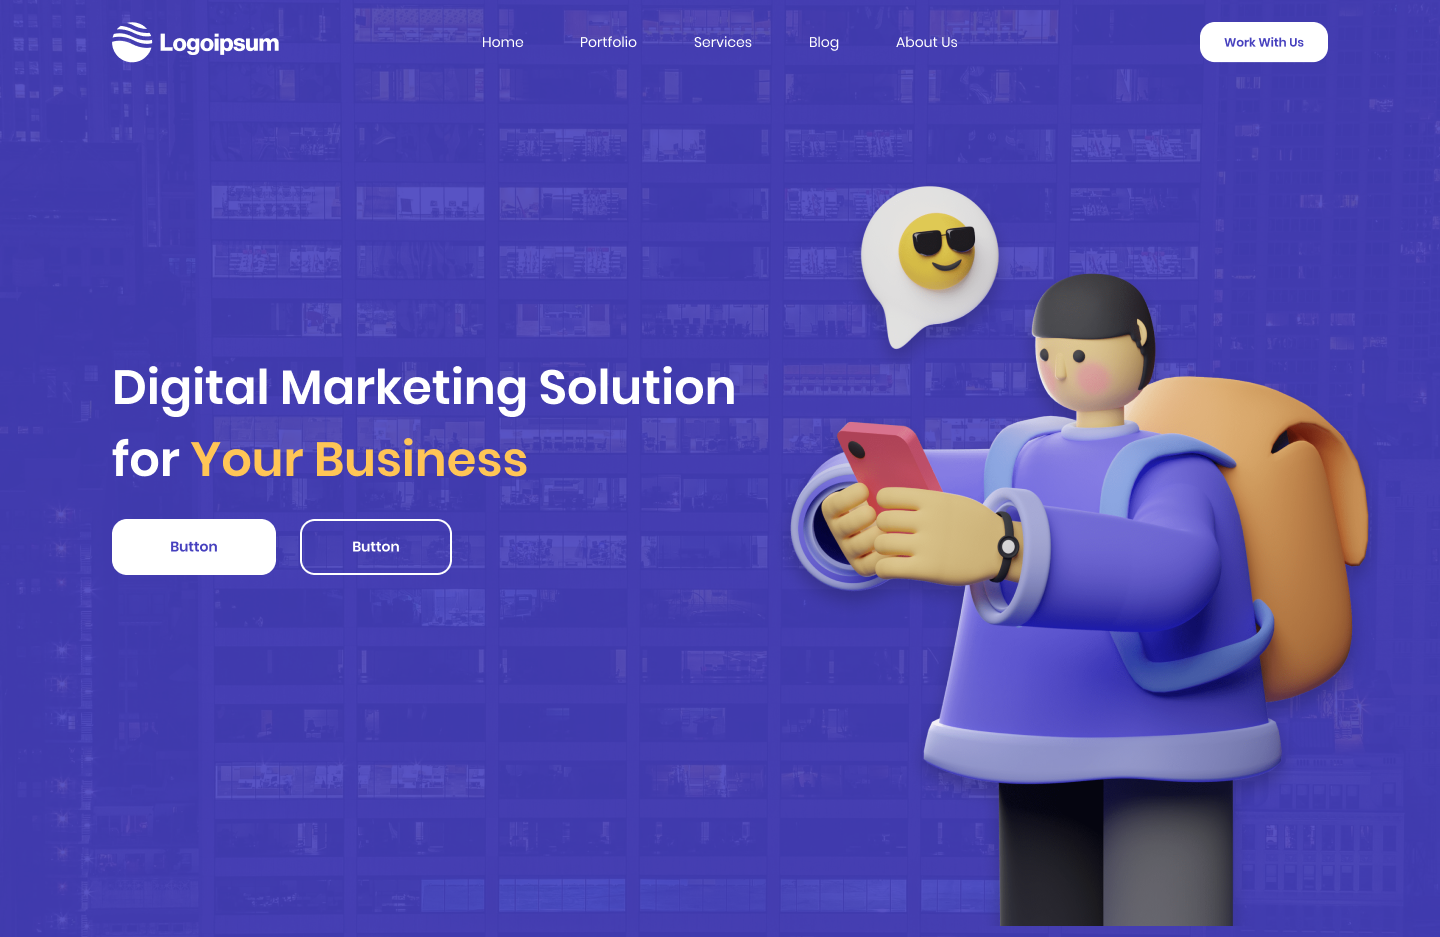 Logoipsum
Home
Portfolio
Services
Blog
About Us
Work With Us
Digital Marketing Solution
for Your Business
Button
Button